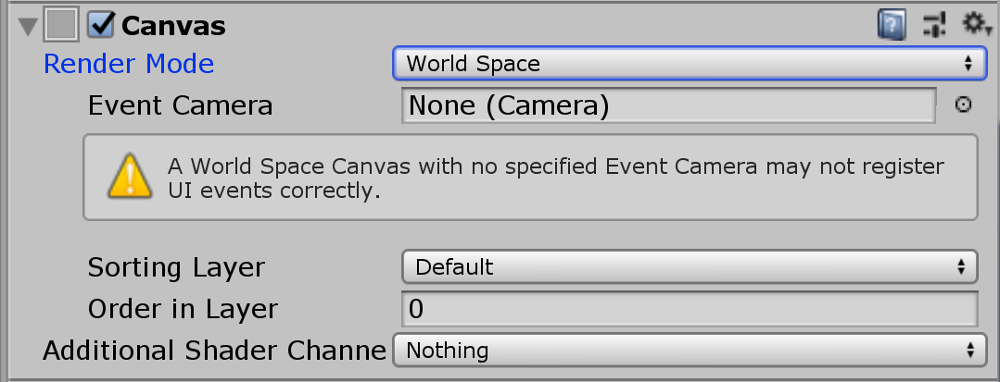 Canvas
Render Mode World Space
Event Camera None (Camera)
A World Space Canvas with no specified Event Camera may not register
UI events correctly.
Sorting Layer Default
Order in Layer 0
Additional Shader Channe Nothing